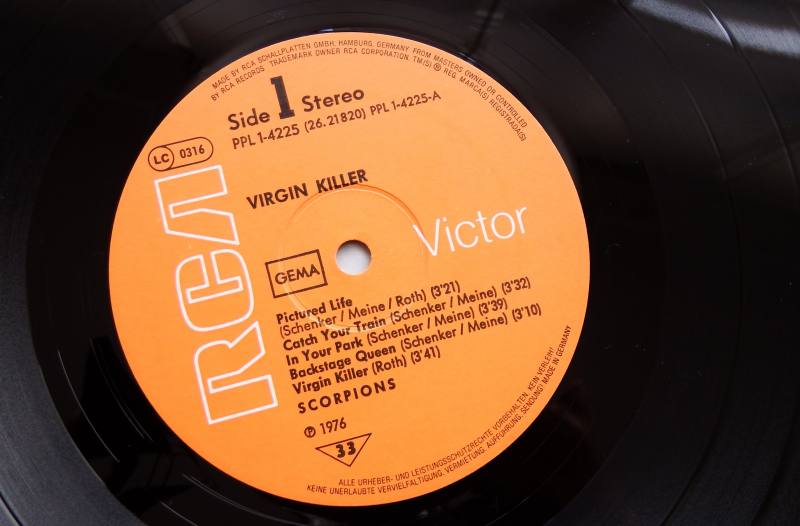 MADE BY RCA SCHALLPLATTEN GMBH, HAMBURG, GERMANY FROM MASTERS OWNED OR CONTROLLED
BY RCA RECORDS TRADEMARK OWNER RCA CORPORATION, TM(S) ® REG. MARCA(S) REGISTRADA(S)
Side 1 Stereo
PPL 1-4225 (26.21820) PPL 1-4225-A
LC 0316
RCA
VIRGIN KILLER
Victor
GEMA
Pictured Life
(Schenker / Meine / Roth) (3'21)
Catch Your Train (Schenker / Meine) (3'32)
In Your Park (Schenker / Meine) (3'39)
Backstage Queen (Schenker / Meine) (3'10)
Virgin Killer (Roth) (3'41)
SCORPIONS
℗ 1976
33
ALLE URHEBER- UND LEISTUNGSSCHUTZRECHTE VORBEHALTEN. KEIN VERLEIH!
KEINE UNERLAUBTE VERVIELFÄLTIGUNG, VERMIETUNG, AUFFÜHRUNG, SENDUNG! MADE IN GERMANY